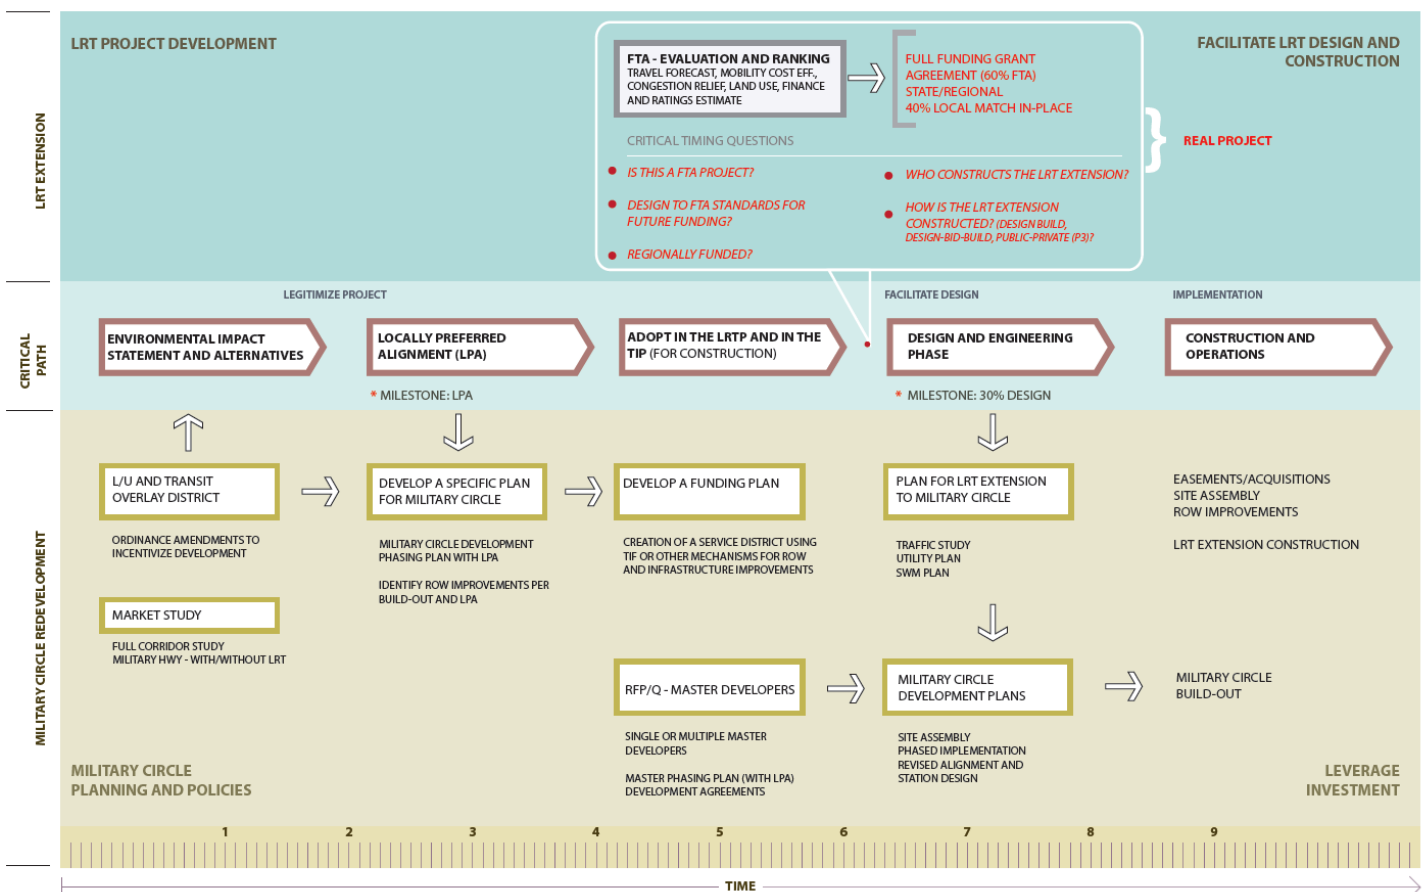 LRT PROJECT DEVELOPMENT
FACILITATE LRT DESIGN AND
CONSTRUCTION
LRT EXTENSION
FTA - EVALUATION AND RANKING
TRAVEL FORECAST, MOBILITY COST EFF.,
CONGESTION RELIEF, LAND USE, FINANCE
AND RATINGS ESTIMATE
FULL FUNDING GRANT
AGREEMENT (60% FTA)
STATE/REGIONAL
40% LOCAL MATCH IN-PLACE
REAL PROJECT
CRITICAL TIMING QUESTIONS
IS THIS A FTA PROJECT?
DESIGN TO FTA STANDARDS FOR
FUTURE FUNDING?
REGIONALLY FUNDED?
WHO CONSTRUCTS THE LRT EXTENSION?
HOW IS THE LRT EXTENSION
CONSTRUCTED? (DESIGN BUILD,
DESIGN-BID-BUILD, PUBLIC-PRIVATE (P3)?
CRITICAL
PATH
LEGITIMIZE PROJECT
FACILITATE DESIGN
IMPLEMENTATION
ENVIRONMENTAL IMPACT
STATEMENT AND ALTERNATIVES
LOCALLY PREFERRED
ALIGNMENT (LPA)
ADOPT IN THE LRTP AND IN THE
TIP (FOR CONSTRUCTION)
DESIGN AND ENGINEERING
PHASE
CONSTRUCTION AND
OPERATIONS
* MILESTONE: LPA
* MILESTONE: 30% DESIGN
MILITARY CIRCLE REDEVELOPMENT
L/U AND TRANSIT
OVERLAY DISTRICT
ORDINANCE AMENDMENTS TO
INCENTIVIZE DEVELOPMENT
MARKET STUDY
FULL CORRIDOR STUDY
MILITARY HWY - WITH/WITHOUT LRT
DEVELOP A SPECIFIC PLAN
FOR MILITARY CIRCLE
MILITARY CIRCLE DEVELOPMENT
PHASING PLAN WITH LPA
IDENTIFY ROW IMPROVEMENTS PER
BUILD-OUT AND LPA
DEVELOP A FUNDING PLAN
CREATION OF A SERVICE DISTRICT USING
TIF OR OTHER MECHANISMS FOR ROW
AND INFRASTRUCTURE IMPROVEMENTS
RFP/Q - MASTER DEVELOPERS
SINGLE OR MULTIPLE MASTER
DEVELOPERS
MASTER PHASING PLAN (WITH LPA)
DEVELOPMENT AGREEMENTS
PLAN FOR LRT EXTENSION
TO MILITARY CIRCLE
TRAFFIC STUDY
UTILITY PLAN
SWM PLAN
MILITARY CIRCLE
DEVELOPMENT PLANS
SITE ASSEMBLY
PHASED IMPLEMENTATION
REVISED ALIGNMENT AND
STATION DESIGN
EASEMENTS/ACQUISITIONS
SITE ASSEMBLY
ROW IMPROVEMENTS
LRT EXTENSION CONSTRUCTION
MILITARY CIRCLE
BUILD-OUT
MILITARY CIRCLE
PLANNING AND POLICIES
LEVERAGE
INVESTMENT
1 2 3 4 5 6 7 8 9
TIME